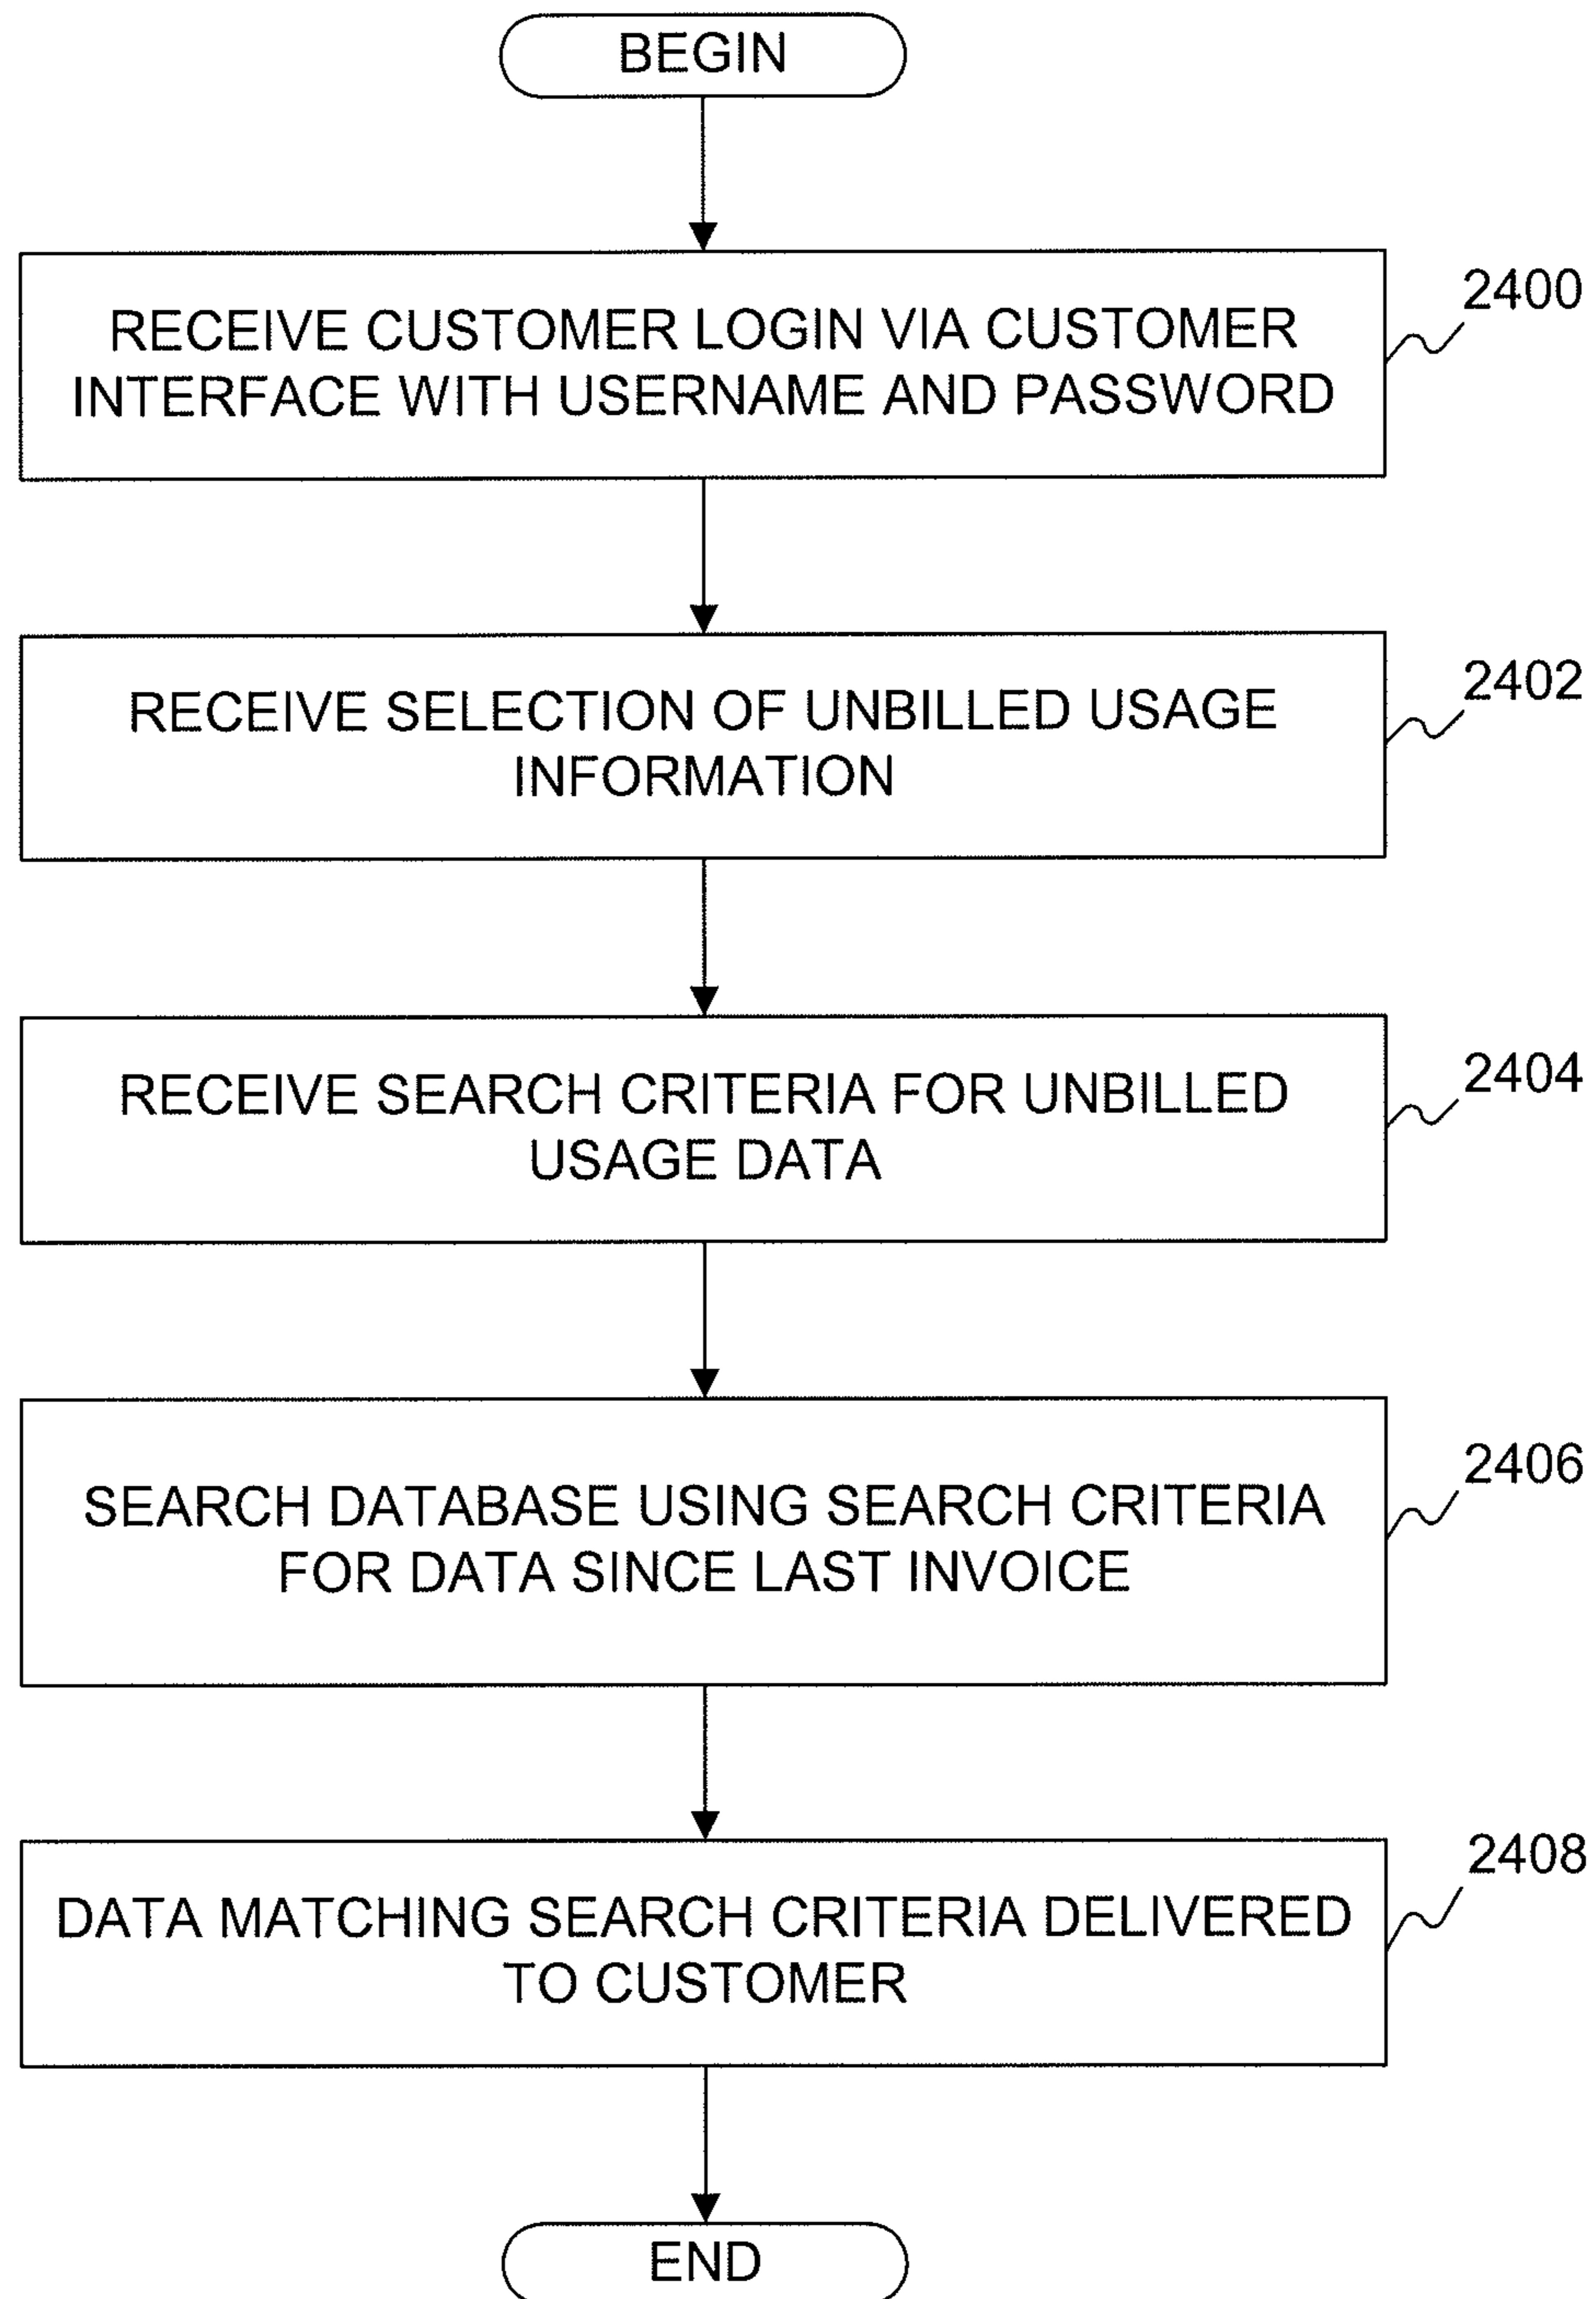 BEGIN
RECEIVE CUSTOMER LOGIN VIA CUSTOMER
INTERFACE WITH USERNAME AND PASSWORD
2400
RECEIVE SELECTION OF UNBILLED USAGE
INFORMATION
2402
RECEIVE SEARCH CRITERIA FOR UNBILLED
USAGE DATA
2404
SEARCH DATABASE USING SEARCH CRITERIA
FOR DATA SINCE LAST INVOICE
2406
DATA MATCHING SEARCH CRITERIA DELIVERED
TO CUSTOMER
2408
END